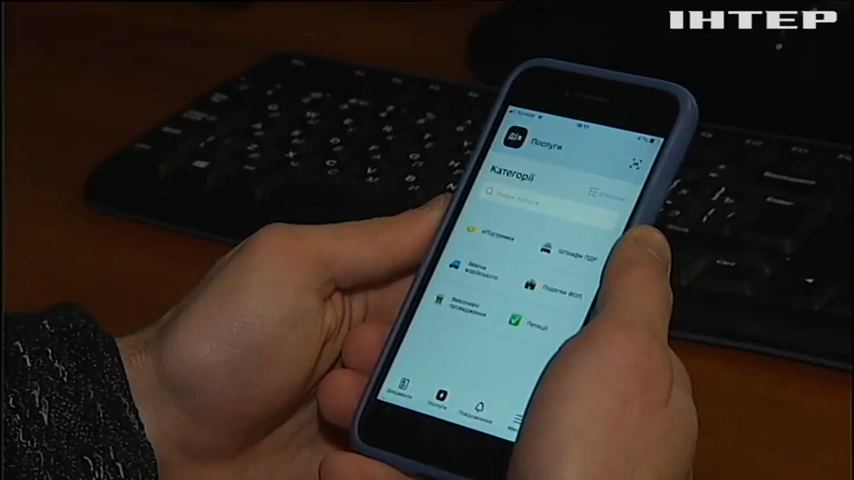 ІНТЕР
Послуги
Категорії
єПідтримка
Штрафи ПДР
Заміна
водійського
Податки ФОП
Виконавчі
провадження
Петиції
Документи
Послуги
Повідомлення